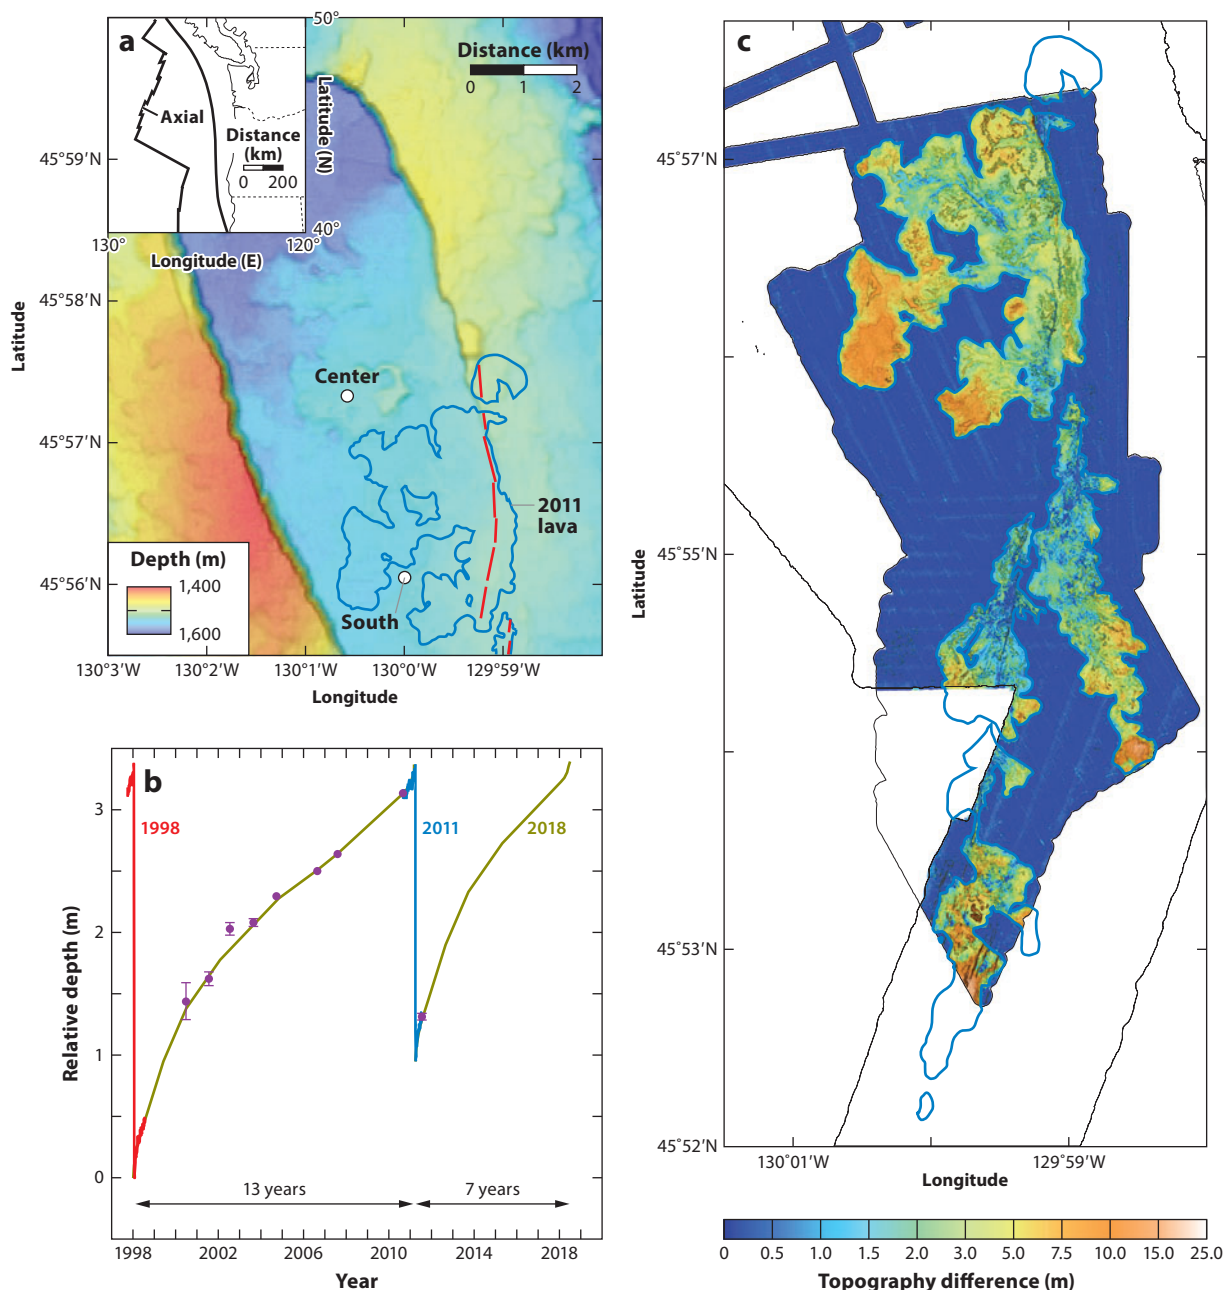 a
50°
Distance (km)
0 1 2
Latitude (N)
Axial
Distance (km)
0 200
40°
130° 120°
Longitude (E)
45°59'N
45°58'N
45°57'N
45°56'N
Latitude
Center
South
2011 lava
Depth (m)
1,400
1,600
130°3'W 130°2'W 130°1'W 130°0'W 129°59'W
Longitude
b
3
2
1
0
Relative depth (m)
1998
2011
2018
13 years
7 years
1998 2002 2006 2010 2014 2018
Year
c
45°57'N
45°55'N
45°53'N
45°52'N
Latitude
130°01'W 129°59'W
Longitude
0 0.5 1.0 1.5 2.0 3.0 5.0 7.5 10.0 15.0 25.0
Topography difference (m)